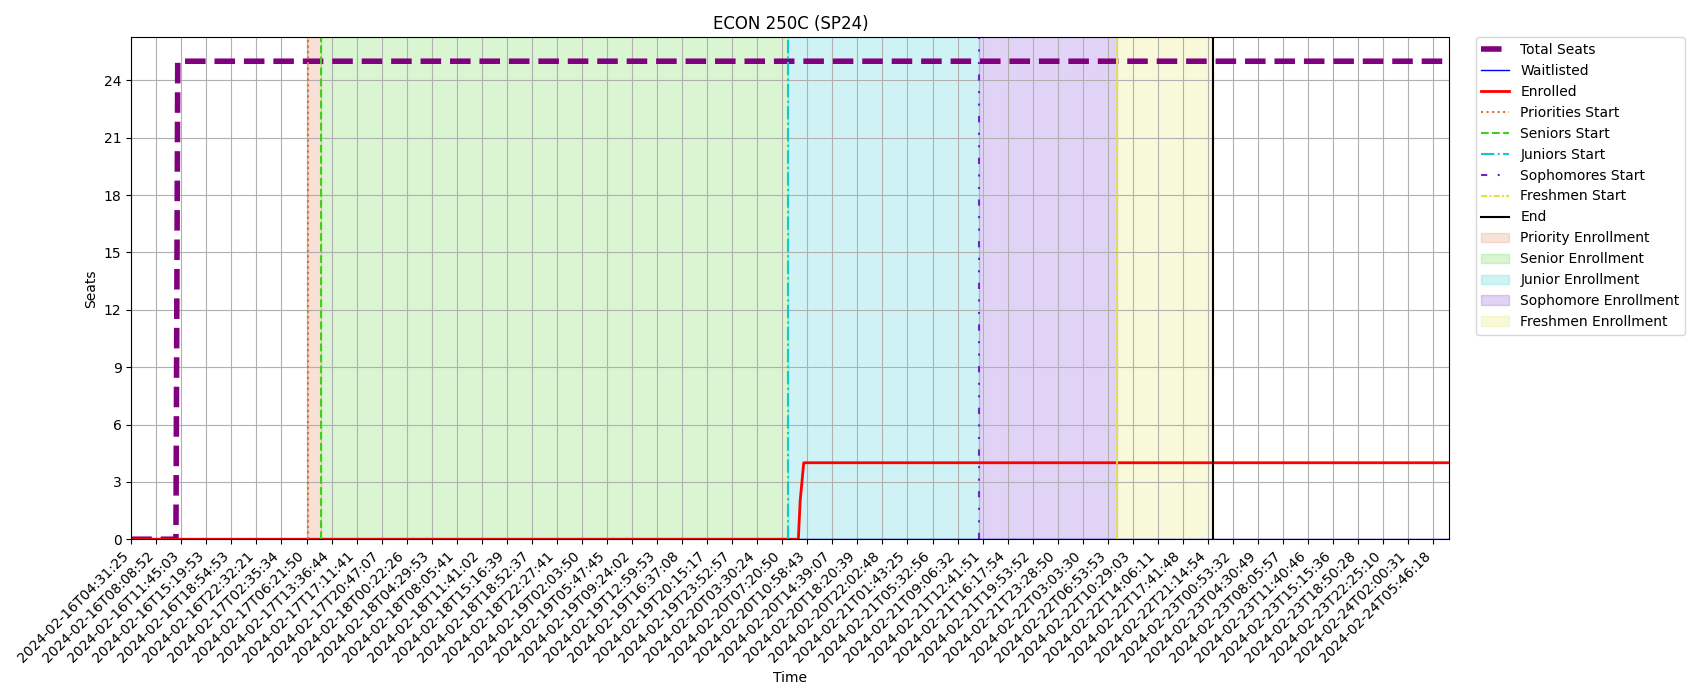 ECON 250C (SP24)
Seats
24
21
18
15
12
9
6
3
0
2024-02-16T04:31:25
2024-02-16T08:08:52
2024-02-16T11:45:03
2024-02-16T15:19:53
2024-02-16T18:54:53
2024-02-16T22:32:21
2024-02-17T02:35:34
2024-02-17T06:21:50
2024-02-17T13:36:44
2024-02-17T17:11:41
2024-02-17T20:47:07
2024-02-18T00:22:26
2024-02-18T04:29:53
2024-02-18T08:05:41
2024-02-18T11:41:02
2024-02-18T15:16:39
2024-02-18T18:52:37
2024-02-18T22:27:41
2024-02-19T02:03:50
2024-02-19T05:47:45
2024-02-19T09:24:02
2024-02-19T12:59:53
2024-02-19T16:37:08
2024-02-19T20:15:17
2024-02-19T23:52:57
2024-02-20T03:30:24
2024-02-20T07:20:50
2024-02-20T10:58:43
2024-02-20T14:39:07
2024-02-20T18:20:39
2024-02-20T22:02:48
2024-02-21T01:43:25
2024-02-21T05:32:56
2024-02-21T09:06:32
2024-02-21T12:41:51
2024-02-21T16:17:54
2024-02-21T19:53:52
2024-02-21T23:28:50
2024-02-22T03:03:30
2024-02-22T06:53:53
2024-02-22T10:29:03
2024-02-22T14:06:11
2024-02-22T17:41:48
2024-02-22T21:14:54
2024-02-23T00:53:32
2024-02-23T04:30:49
2024-02-23T08:05:57
2024-02-23T11:40:46
2024-02-23T15:15:36
2024-02-23T18:50:28
2024-02-23T22:25:10
2024-02-24T02:00:31
2024-02-24T05:46:18
Time
Total Seats
Waitlisted
Enrolled
Priorities Start
Seniors Start
Juniors Start
Sophomores Start
Freshmen Start
End
Priority Enrollment
Senior Enrollment
Junior Enrollment
Sophomore Enrollment
Freshmen Enrollment